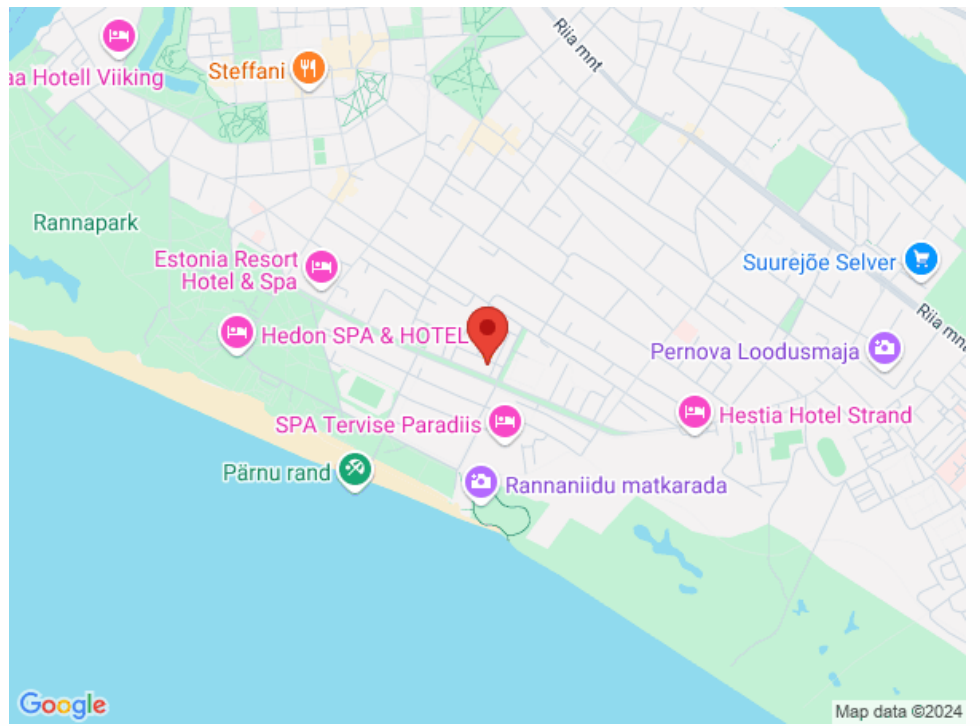 Riia mnt
Steffani
aa Hotell Viiking
Rannapark
Estonia Resort
Hotel & Spa
Suurejõe Selver
Riia mnt
Hedon SPA & HOTEL
Pernova Loodusmaja
SPA Tervise Paradiis
Hestia Hotel Strand
Pärnu rand
Rannaniidu matkarada
Google
Map data ©2024